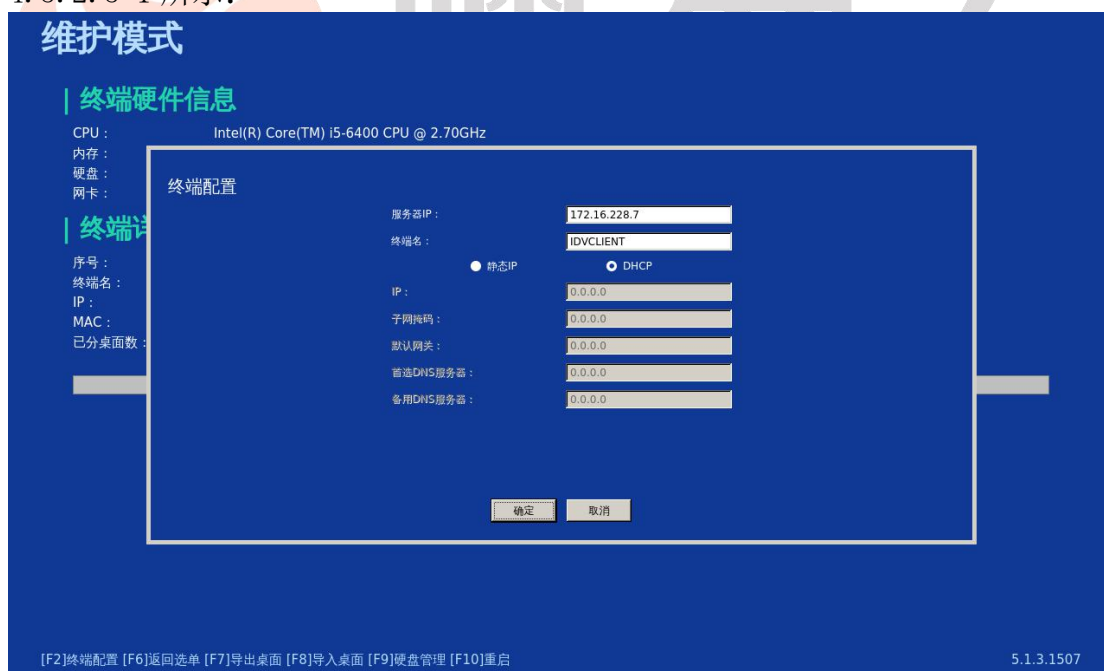 维护模式
| 终端硬件信息
CPU： Intel(R) Core(TM) i5-6400 CPU @ 2.70GHz
内存：
硬盘：
网卡：
| 终端详
序号：
终端名：
IP：
MAC：
已分桌面数：
终端配置
服务器IP： 172.16.228.7
终端名： IDVCLIENT
静态IP DHCP
IP： 0.0.0.0
子网掩码： 0.0.0.0
默认网关： 0.0.0.0
首选DNS服务器： 0.0.0.0
备用DNS服务器： 0.0.0.0
确定 取消
[F2]终端配置 [F6]返回选单 [F7]导出桌面 [F8]导入桌面 [F9]硬盘管理 [F10]重启 5.1.3.1507